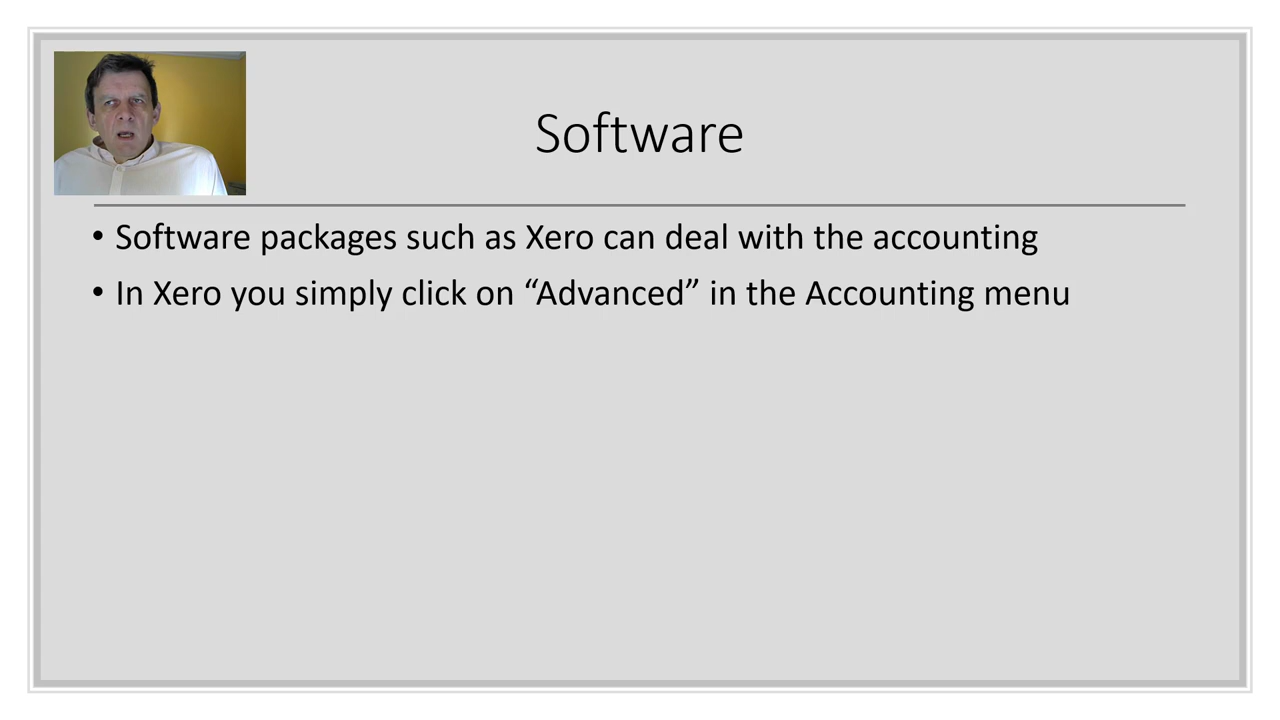 Software
• Software packages such as Xero can deal with the accounting
• In Xero you simply click on “Advanced” in the Accounting menu